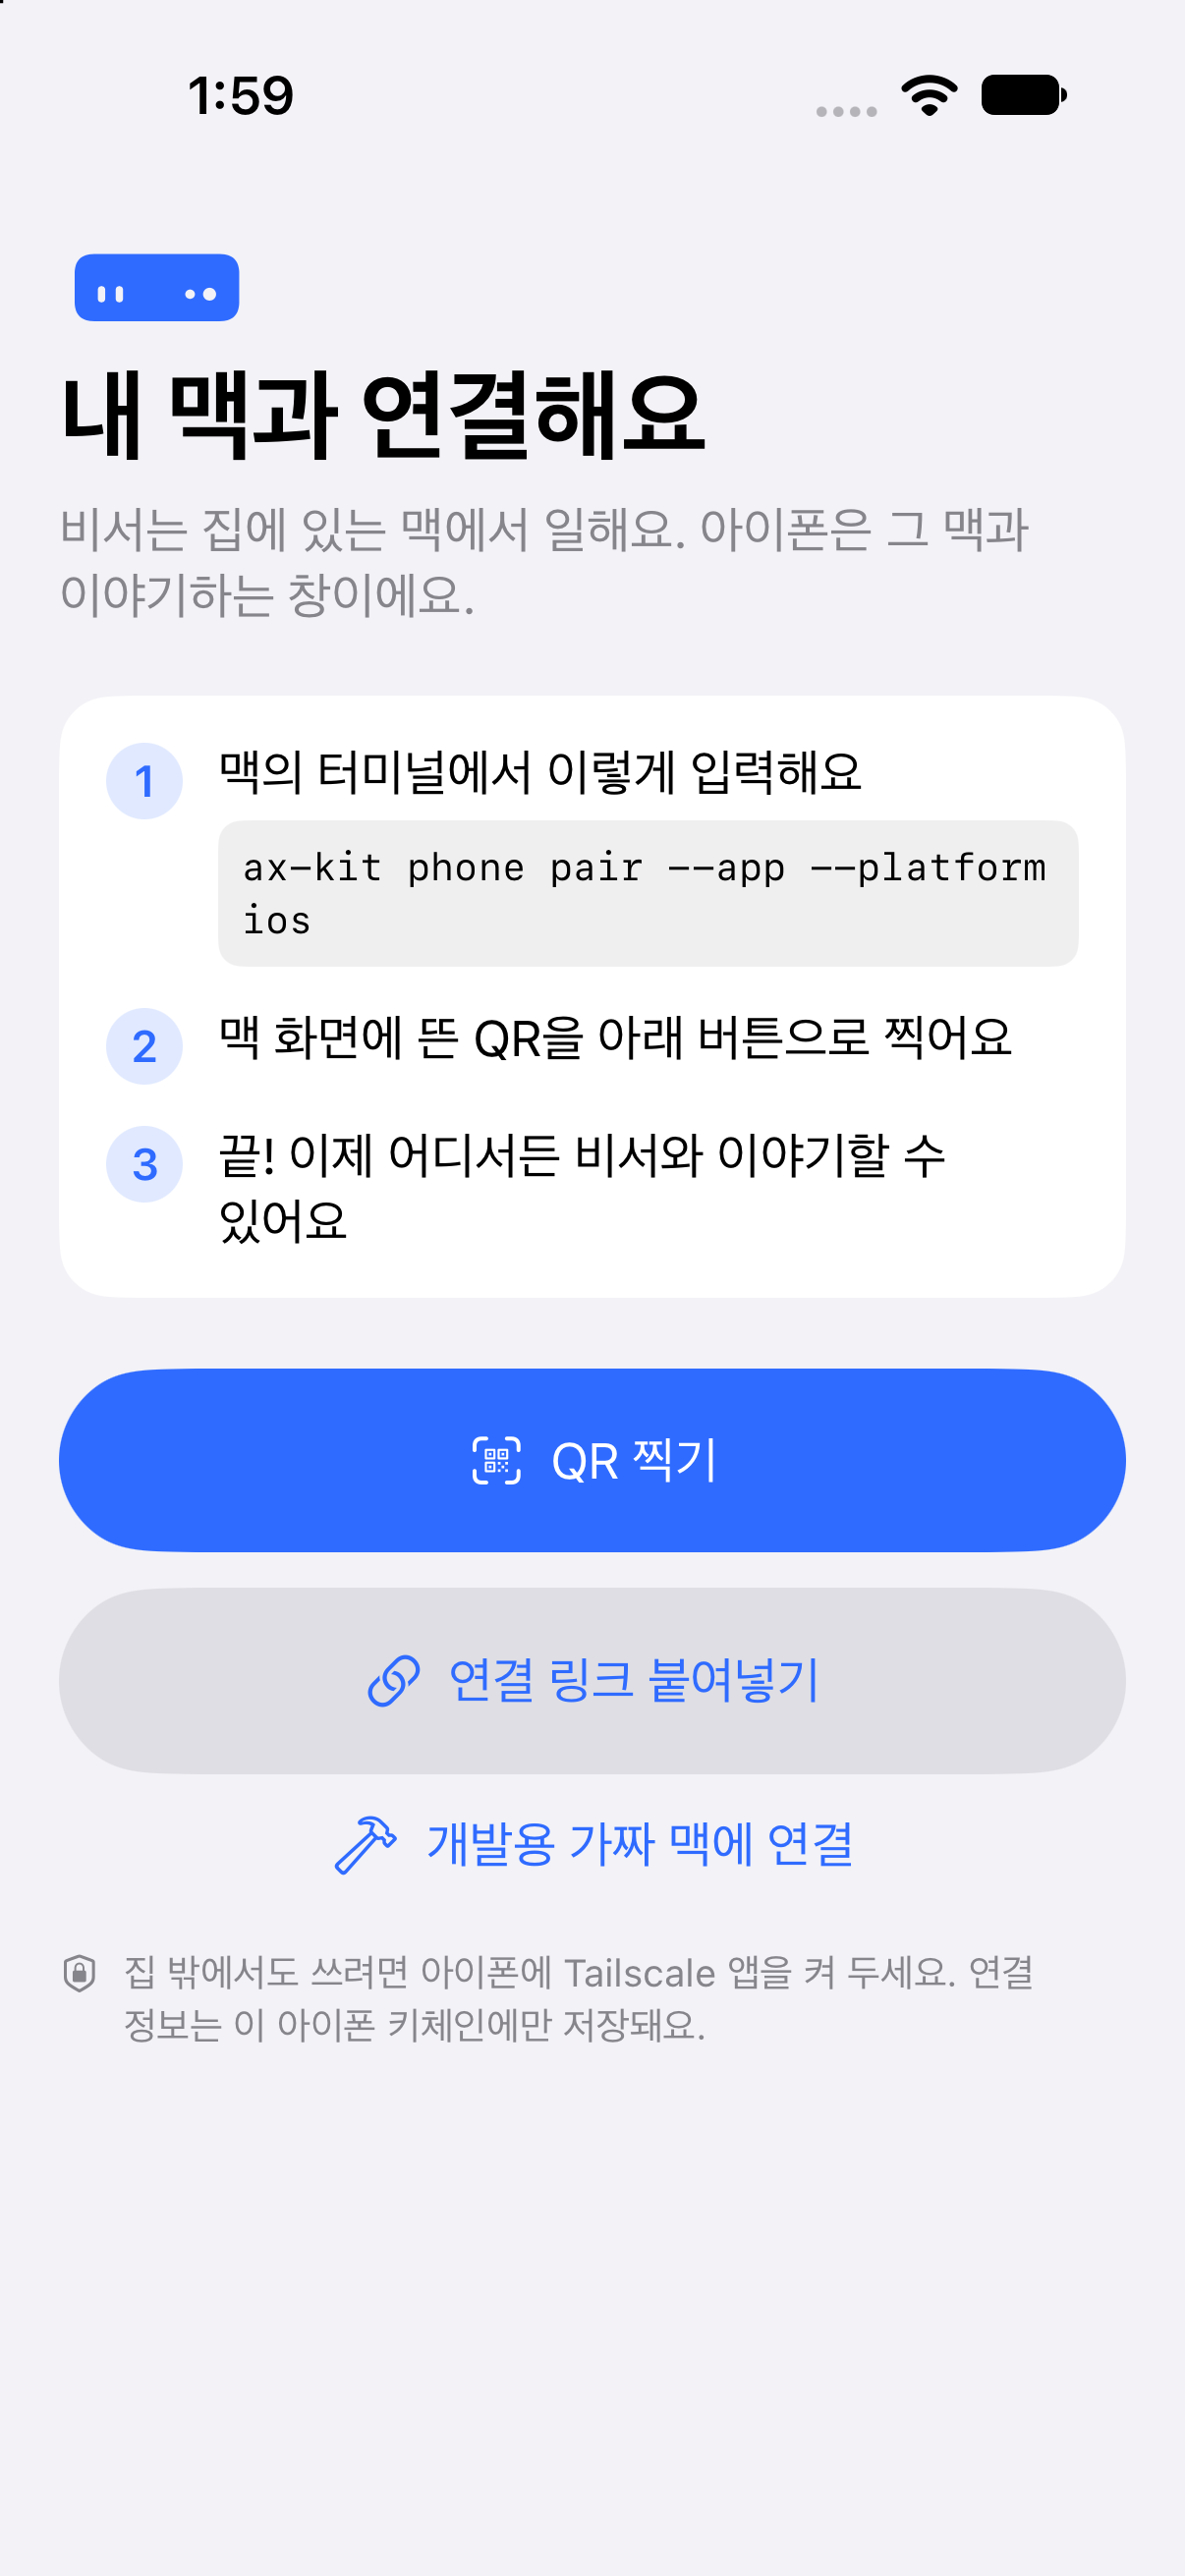 1:59
내 맥과 연결해요
비서는 집에 있는 맥에서 일해요. 아이폰은 그 맥과
이야기하는 창이에요.
1 맥의 터미널에서 이렇게 입력해요
ax-kit phone pair --app --platform
ios
2 맥 화면에 뜬 QR을 아래 버튼으로 찍어요
3 끝! 이제 어디서든 비서와 이야기할 수
있어요
QR 찍기
연결 링크 붙여넣기
개발용 가짜 맥에 연결
집 밖에서도 쓰려면 아이폰에 Tailscale 앱을 켜 두세요. 연결
정보는 이 아이폰 키체인에만 저장돼요.